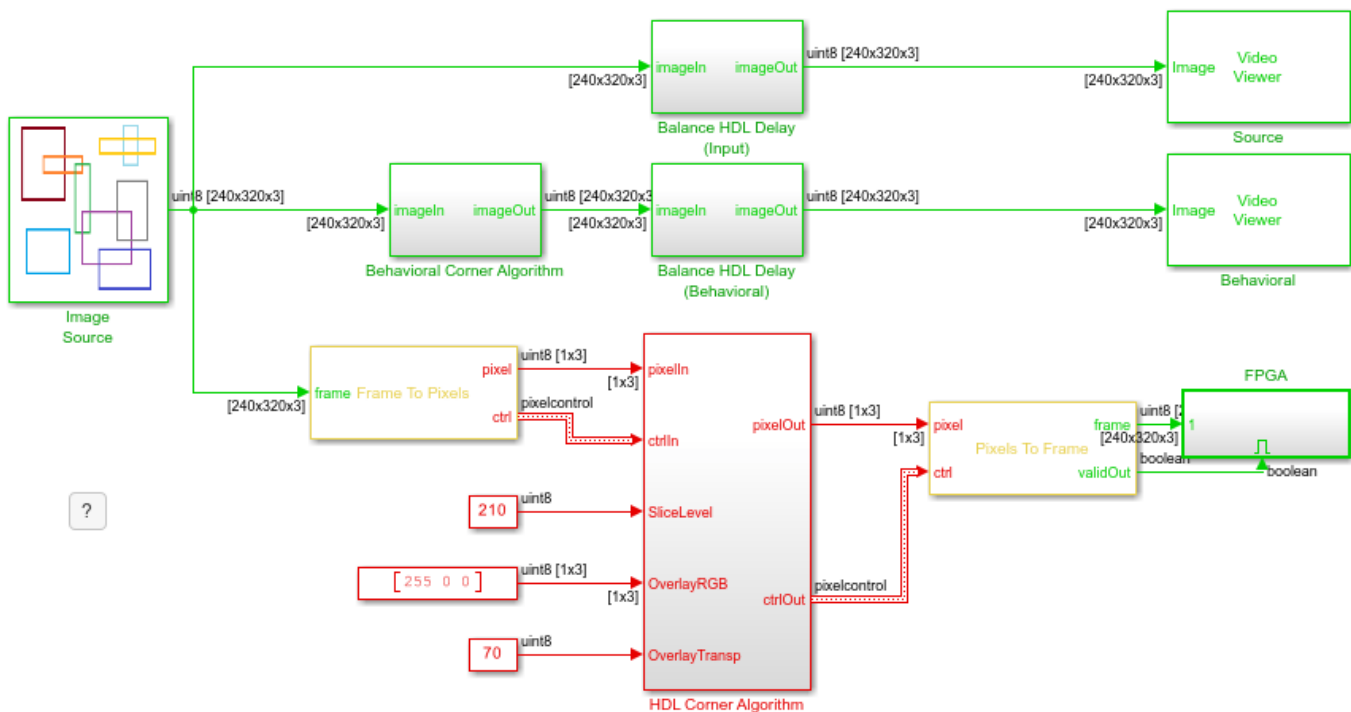 imageIn
imageOut
[240x320x3]
uint8 [240x320x3]
[240x320x3]
Image
Video
Viewer
Balance HDL Delay
(Input)
Source
Image
Source
uint8 [240x320x3]
[240x320x3]
imageIn
imageOut
Behavioral Corner Algorithm
uint8 [240x320x3
[240x320x3]
imageIn
imageOut
Balance HDL Delay
(Behavioral)
uint8 [240x320x3]
[240x320x3]
Image
Video
Viewer
Behavioral
[240x320x3]
frame
Frame To Pixels
pixel
ctrl
uint8 [1x3]
[1x3]
pixelcontrol
pixelIn
ctrlIn
SliceLevel
OverlayRGB
OverlayTransp
pixelOut
ctrlOut
HDL Corner Algorithm
?
210
uint8
[255 0 0]
uint8 [1x3]
[1x3]
70
uint8
uint8 [1x3]
[1x3]
pixelcontrol
pixel
ctrl
Pixels To Frame
frame
validOut
uint8
[240x320x3]
boolean
FPGA
1
boolean